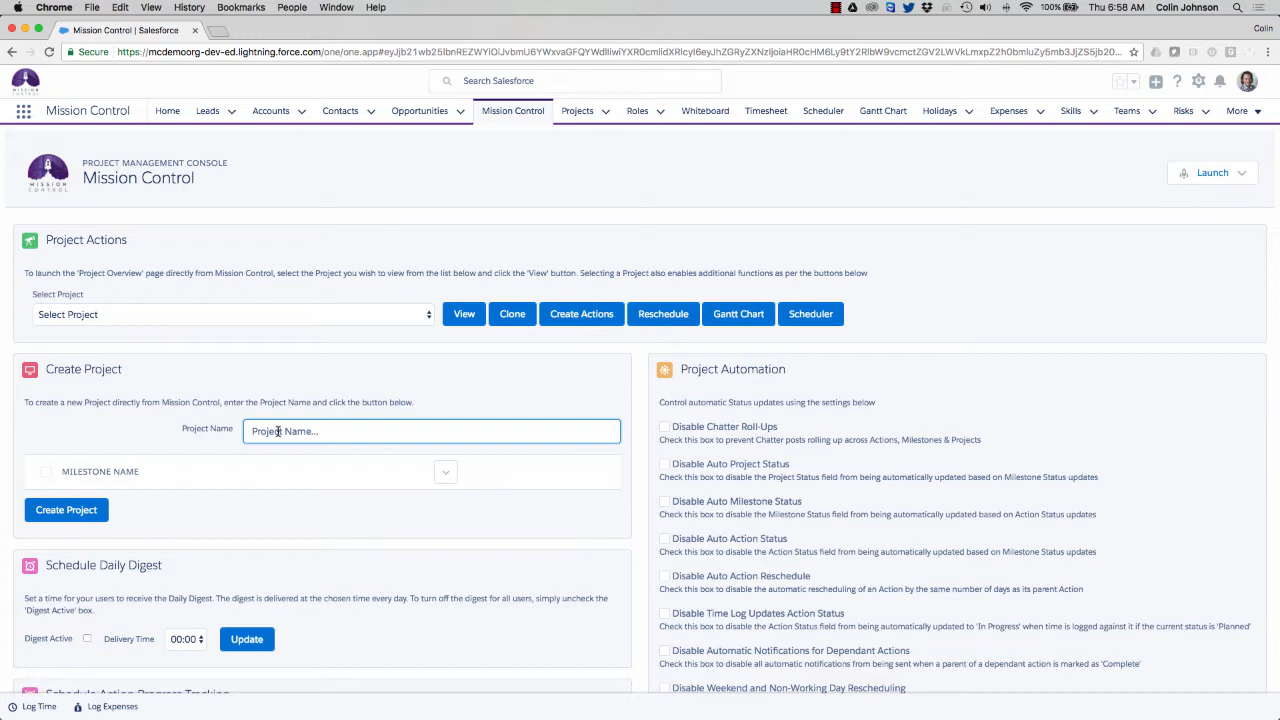 Chrome File Edit View History Bookmarks People Window Help 100% Thu 6:58 AM Colin Johnson
Mission Control | Salesforce Colin
Secure https://mcdemoorg-dev-ed.lightning.force.com/one/one.app#
MISSION CONTROL
Search Salesforce
Mission Control Home Leads Accounts Contacts Opportunities Mission Control Projects Roles Whiteboard Timesheet Scheduler Gantt Chart Holidays Expenses Skills Teams Risks More
MISSION CONTROL
PROJECT MANAGEMENT CONSOLE
Mission Control
Launch
Project Actions
To launch the 'Project Overview' page directly from Mission Control, select the Project you wish to view from the list below and click the 'View' button. Selecting a Project also enables additional functions as per the buttons below
Select Project
Select Project View Clone Create Actions Reschedule Gantt Chart Scheduler
Create Project
To create a new Project directly from Mission Control, enter the Project Name and click the button below.
Project Name Project Name...
MILESTONE NAME
Create Project
Schedule Daily Digest
Set a time for your users to receive the Daily Digest. The digest is delivered at the chosen time every day. To turn off the digest for all users, simply uncheck the
'Digest Active' box.
Digest Active Delivery Time 00:00 Update
Schedule Action Progress Tracking
Project Automation
Control automatic Status updates using the settings below
Disable Chatter Roll-Ups
Check this box to prevent Chatter posts rolling up across Actions, Milestones & Projects
Disable Auto Project Status
Check this box to disable the Project Status field from being automatically updated based on Milestone Status updates
Disable Auto Milestone Status
Check this box to disable the Milestone Status field from being automatically updated based on Action Status updates
Disable Auto Action Status
Check this box to disable the Action Status field from being automatically updated based on Milestone Status updates
Disable Auto Action Reschedule
Check this box to disable the automatic rescheduling of an Action by the same number of days as its parent Action
Disable Time Log Updates Action Status
Check this box to disable the Action Status field from being automatically updated to 'In Progress' when time is logged against it if the current status is 'Planned'
Disable Automatic Notifications for Dependant Actions
Check this box to disable all automatic notifications from being sent when a parent of a dependant action is marked as 'Complete'
Disable Weekend and Non-Working Day Rescheduling
Log Time Log Expenses